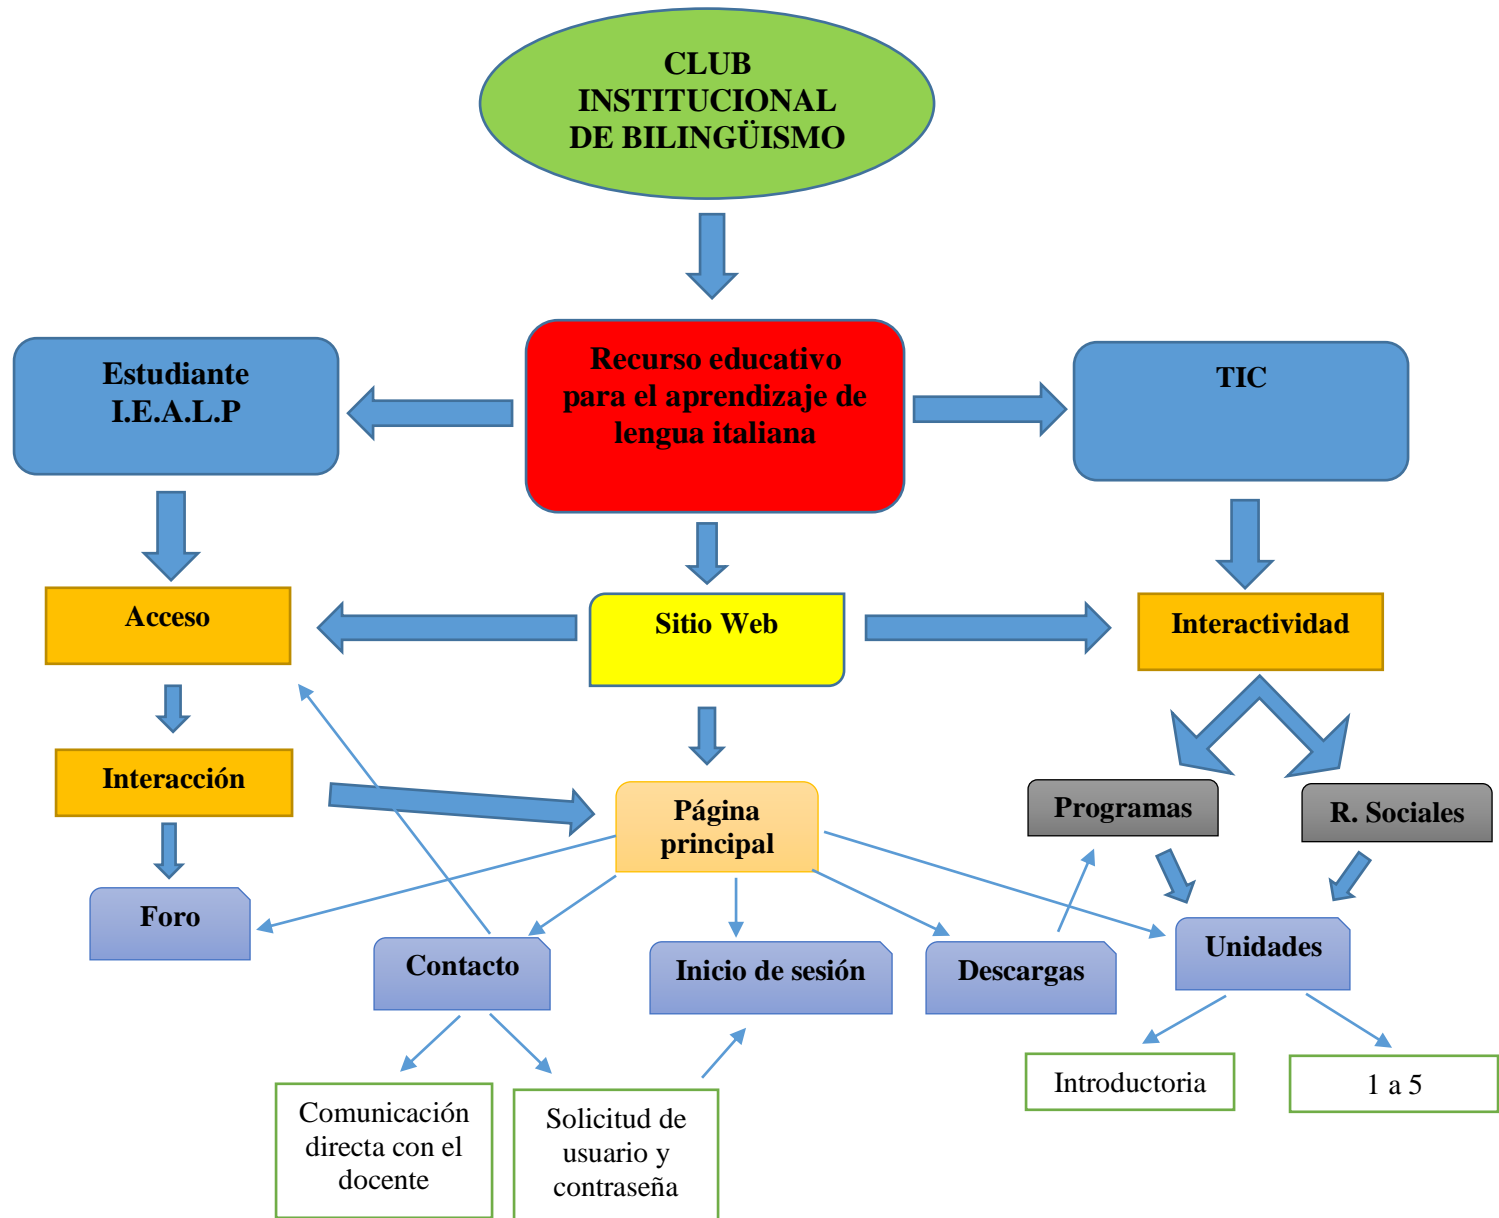 CLUB
INSTITUCIONAL
DE BILINGÜISMO
Estudiante
I.E.A.L.P
Recurso educativo
para el aprendizaje de
lengua italiana
TIC
Acceso
Sitio Web
Interactividad
Interacción
Página
principal
Programas
R. Sociales
Foro
Contacto
Inicio de sesión
Descargas
Unidades
Comunicación
directa con el
docente
Solicitud de
usuario y
contraseña
Introductoria
1 a 5